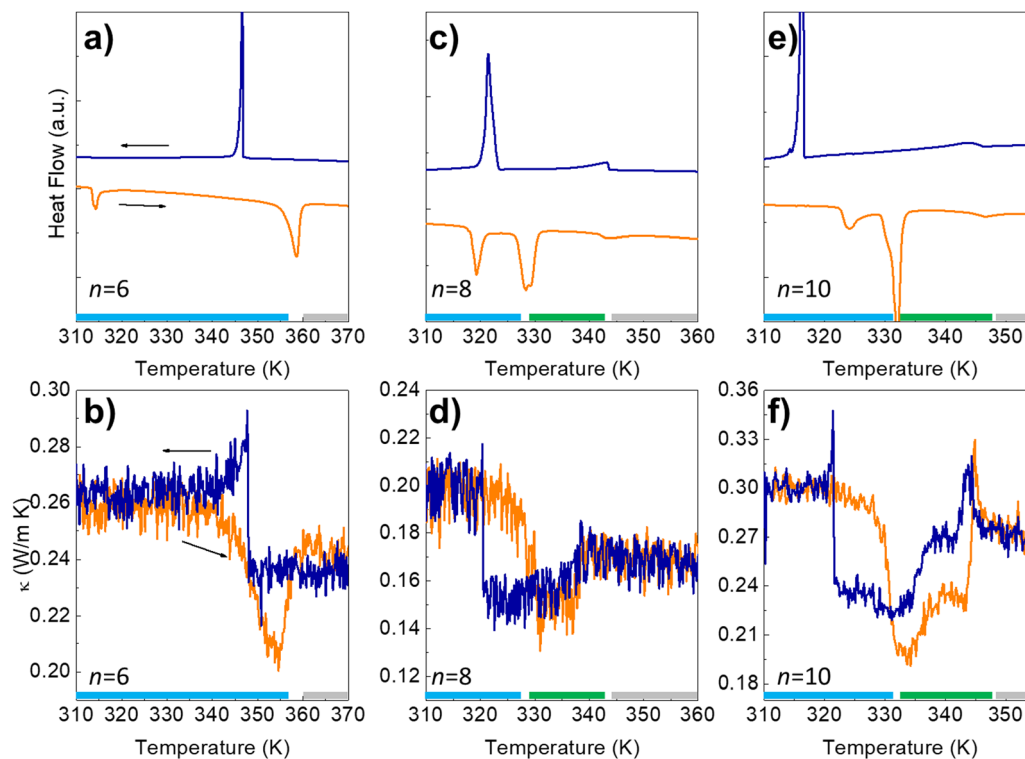 a)
c)
e)
Heat Flow (a.u.)
n=6
n=8
n=10
310 320 330 340 350 360 370
310 320 330 340 350 360
310 320 330 340 350
Temperature (K)
Temperature (K)
Temperature (K)
0.30
0.28
0.26
0.24
0.22
0.20
0.24
0.22
0.20
0.18
0.16
0.14
0.12
0.36
0.33
0.30
0.27
0.24
0.21
0.18
b)
d)
f)
κ (W/m K)
n=6
n=8
n=10
310 320 330 340 350 360 370
310 320 330 340 350 360
310 320 330 340 350
Temperature (K)
Temperature (K)
Temperature (K)